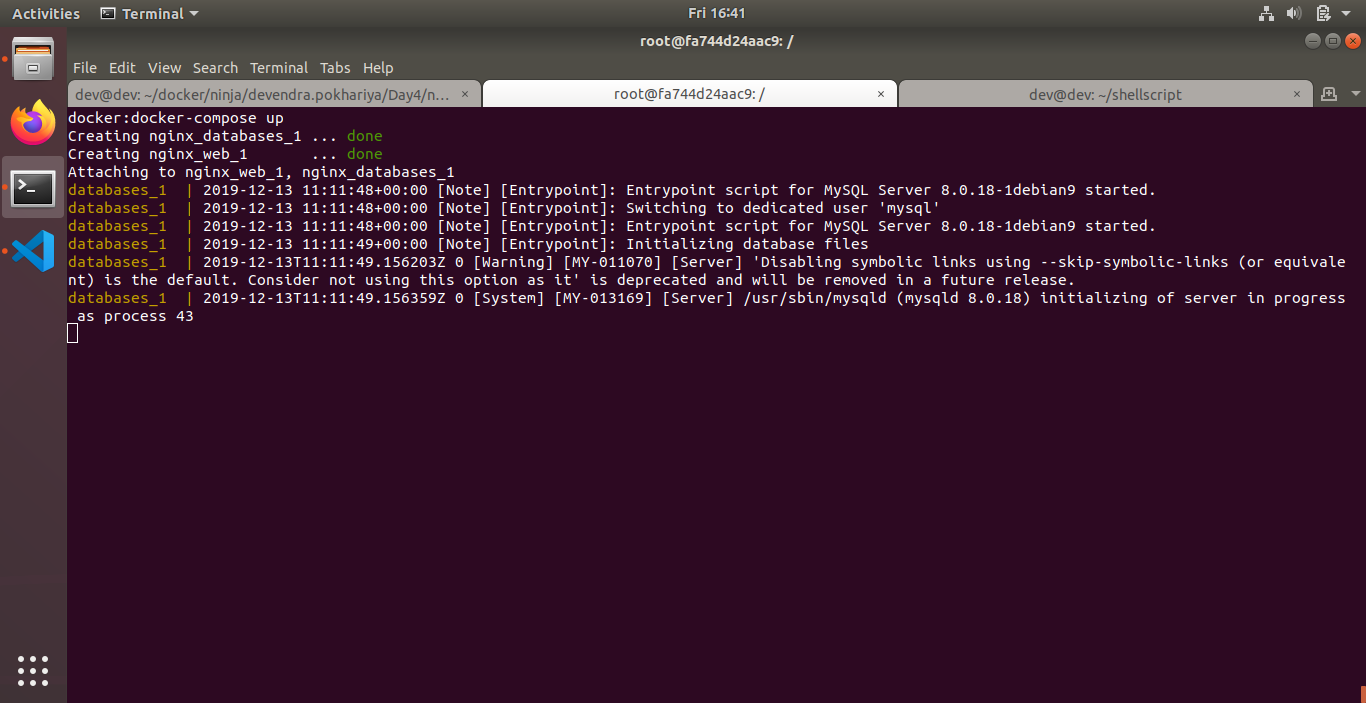 Activities Terminal Fri 16:41
root@fa744d24aac9: /
File Edit View Search Terminal Tabs Help
dev@dev: ~/docker/ninja/devendra.pokhariya/Day4/n... × root@fa744d24aac9: / × dev@dev: ~/shellscript ×
docker:docker-compose up
Creating nginx_databases_1 ... done
Creating nginx_web_1       ... done
Attaching to nginx_web_1, nginx_databases_1
databases_1  | 2019-12-13 11:11:48+00:00 [Note] [Entrypoint]: Entrypoint script for MySQL Server 8.0.18-1debian9 started.
databases_1  | 2019-12-13 11:11:48+00:00 [Note] [Entrypoint]: Switching to dedicated user 'mysql'
databases_1  | 2019-12-13 11:11:48+00:00 [Note] [Entrypoint]: Entrypoint script for MySQL Server 8.0.18-1debian9 started.
databases_1  | 2019-12-13 11:11:49+00:00 [Note] [Entrypoint]: Initializing database files
databases_1  | 2019-12-13T11:11:49.156203Z 0 [Warning] [MY-011070] [Server] 'Disabling symbolic links using --skip-symbolic-links (or equivale
nt) is the default. Consider not using this option as it' is deprecated and will be removed in a future release.
databases_1  | 2019-12-13T11:11:49.156359Z 0 [System] [MY-013169] [Server] /usr/sbin/mysqld (mysqld 8.0.18) initializing of server in progress
 as process 43